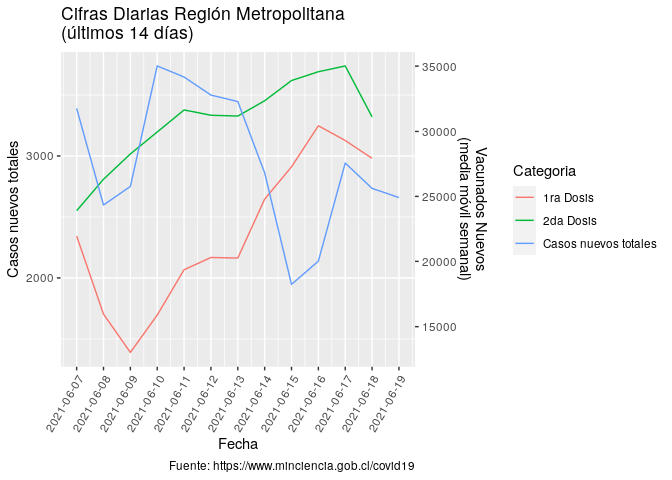 Cifras Diarias Región Metropolitana
(últimos 14 días)
Casos nuevos totales
3000
2000
35000
30000
25000
20000
15000
Vacunados Nuevos
(media móvil semanal)
2021-06-07
2021-06-08
2021-06-09
2021-06-10
2021-06-11
2021-06-12
2021-06-13
2021-06-14
2021-06-15
2021-06-16
2021-06-17
2021-06-18
2021-06-19
Fecha
Categoria
1ra Dosis
2da Dosis
Casos nuevos totales
Fuente: https://www.minciencia.gob.cl/covid19